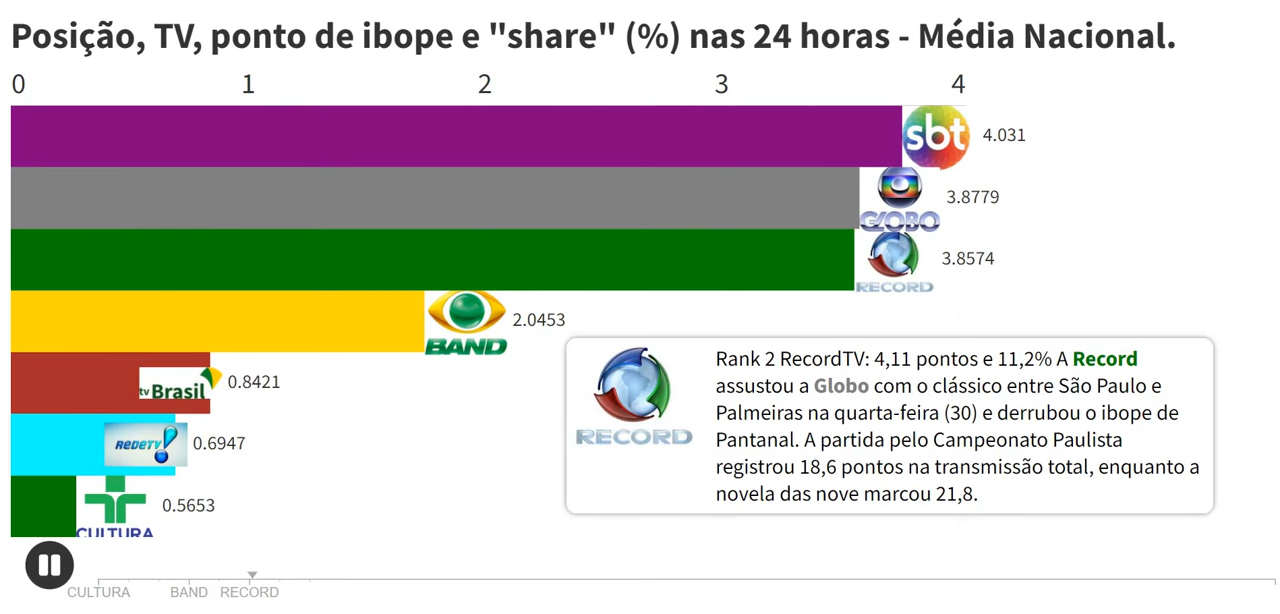 Posição, TV, ponto de ibope e "share" (%) nas 24 horas - Média Nacional.
0 1 2 3 4
sbt 4.031
GLOBO 3.8779
RECORD 3.8574
BAND 2.0453
tv Brasil 0.8421
REDETV! 0.6947
CULTURA 0.5653
RECORD
Rank 2 RecordTV: 4,11 pontos e 11,2% A Record
assustou a Globo com o clássico entre São Paulo e
Palmeiras na quarta-feira (30) e derrubou o ibope de
Pantanal. A partida pelo Campeonato Paulista
registrou 18,6 pontos na transmissão total, enquanto a
novela das nove marcou 21,8.
CULTURA BAND RECORD